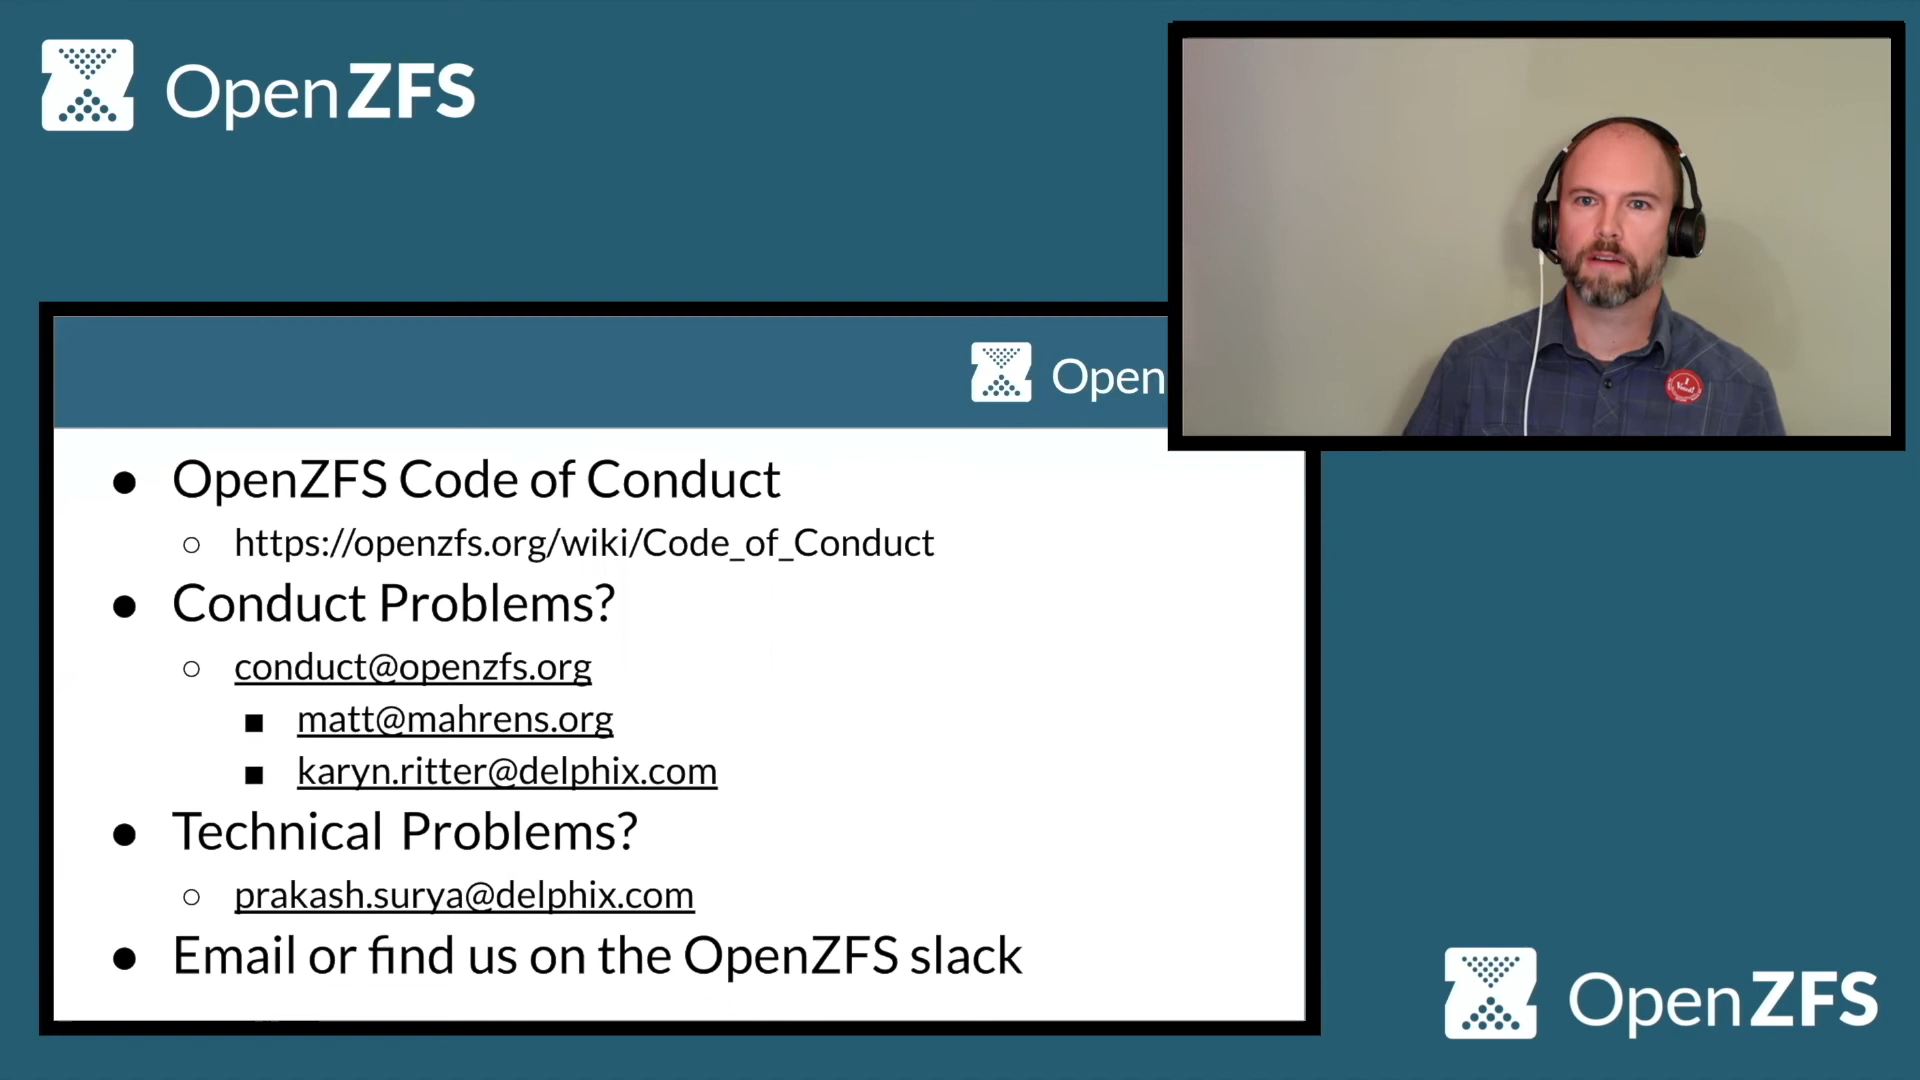 OpenZFS
Open
I Voted!
OpenZFS Code of Conduct
https://openzfs.org/wiki/Code_of_Conduct
Conduct Problems?
conduct@openzfs.org
matt@mahrens.org
karyn.ritter@delphix.com
Technical Problems?
prakash.surya@delphix.com
Email or find us on the OpenZFS slack
OpenZFS